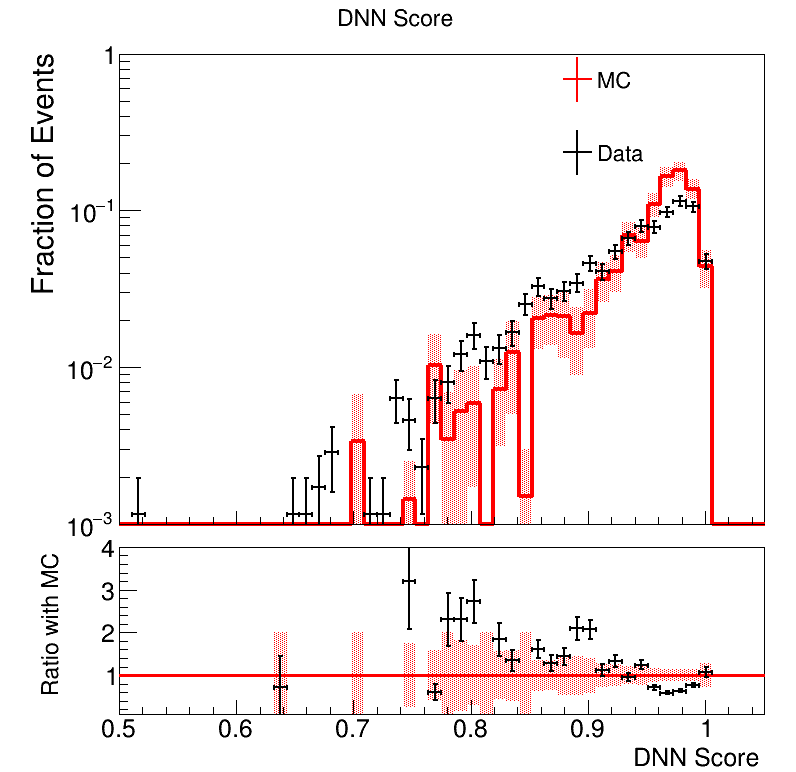 DNN Score
Fraction of Events
1
10⁻¹
10⁻²
10⁻³
MC
Data
Ratio with MC
4
3
2
1
0.5 0.6 0.7 0.8 0.9 1
DNN Score